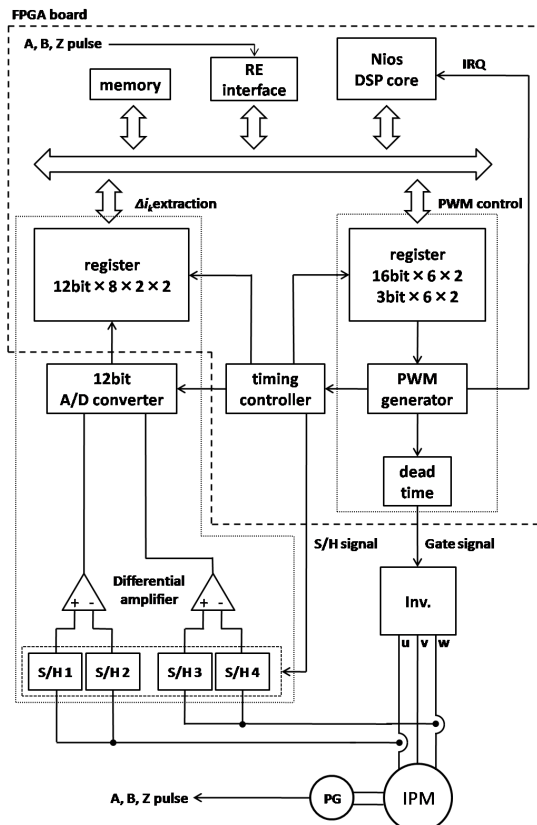 FPGA board
A, B, Z pulse
memory
RE
interface
Nios
DSP core
IRQ
Δikextraction
PWM control
register
12bit × 8 × 2 × 2
register
16bit × 6 × 2
3bit × 6 × 2
12bit
A/D converter
timing
controller
PWM
generator
dead
time
S/H signal
Gate signal
Differential
amplifier
+ -
+ -
Inv.
u v w
S/H 1
S/H 2
S/H 3
S/H 4
A, B, Z pulse
PG
IPM